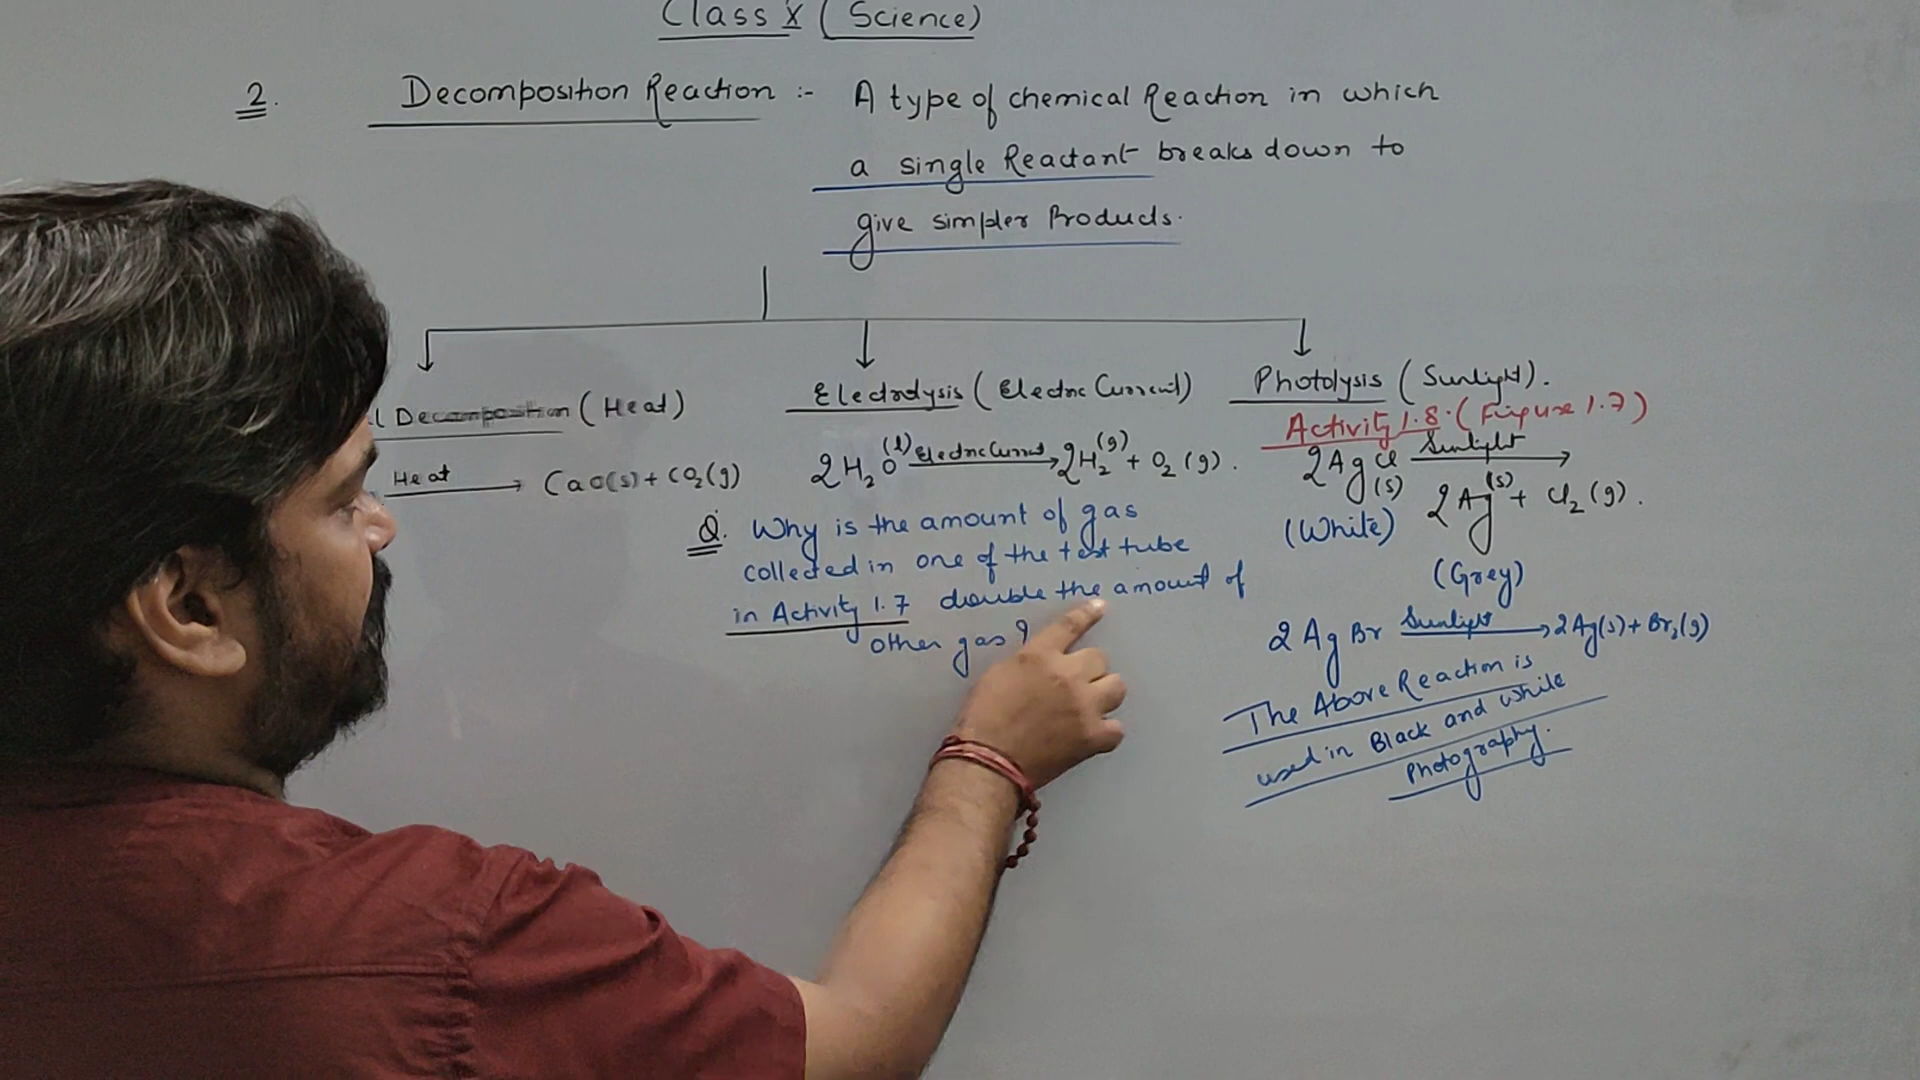 Class X (Science)
2. Decomposition Reaction :- A type of chemical Reaction in which
a single Reactant breaks down to
give simpler Products.
l Decomposition (Heat)
Heat → CaO(s) + CO₂(g)
Electrolysis (Electric Current)
2H₂O (l) Electric Current → 2H₂ (g) + O₂ (g).
Q. Why is the amount of gas
collected in one of the test tube
in Activity 1.7 double the amount of
other gas?
Photolysis (Sunlight).
Activity 1.8. (Figure 1.7)
2AgCl (s) Sunlight →
2Ag (s) + Cl₂ (g).
(White)
(Grey)
2AgBr Sunlight → 2Ag(s) + Br₂(g)
The Above Reaction is
used in Black and White
Photography.